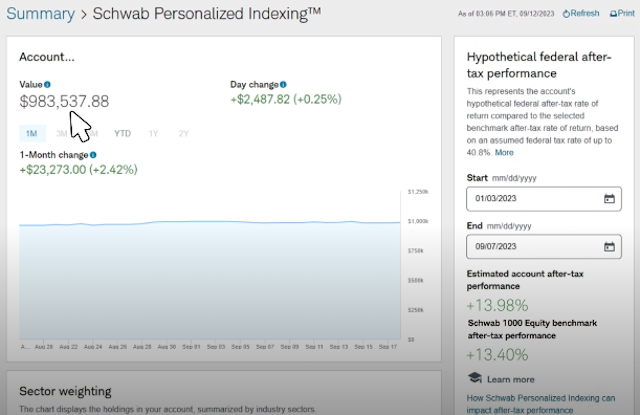 Summary > Schwab Personalized Indexing™
As of 03:06 PM ET, 09/12/2023 Refresh Print
Account...
Value
$983,537.88
Day change
+$2,487.82 (+0.25%)
1M 3M YTD 1Y 2Y
1-Month change
+$23,273.00 (+2.42%)
$1,250k
$1,000k
$750k
$500k
$250k
$0
A... Aug 20 Aug 22 Aug 24 Aug 26 Aug 28 Aug 30 Sep 01 Sep 03 Sep 05 Sep 07 Sep 09 Sep 11 Sep 13 Sep 15 Sep 17
Sector weighting
The chart displays the holdings in your account, summarized by industry sectors.
Hypothetical federal after-
tax performance
This represents the account's
hypothetical federal after-tax rate of
return compared to the selected
benchmark after-tax rate of return, based
on an assumed federal tax rate of up to
40.8%. More
Start mm/dd/yyyy
01/03/2023
End mm/dd/yyyy
09/07/2023
Estimated account after-tax
performance
+13.98%
Schwab 1000 Equity benchmark
after-tax performance
+13.40%
Learn more
How Schwab Personalized Indexing can
impact after-tax performance